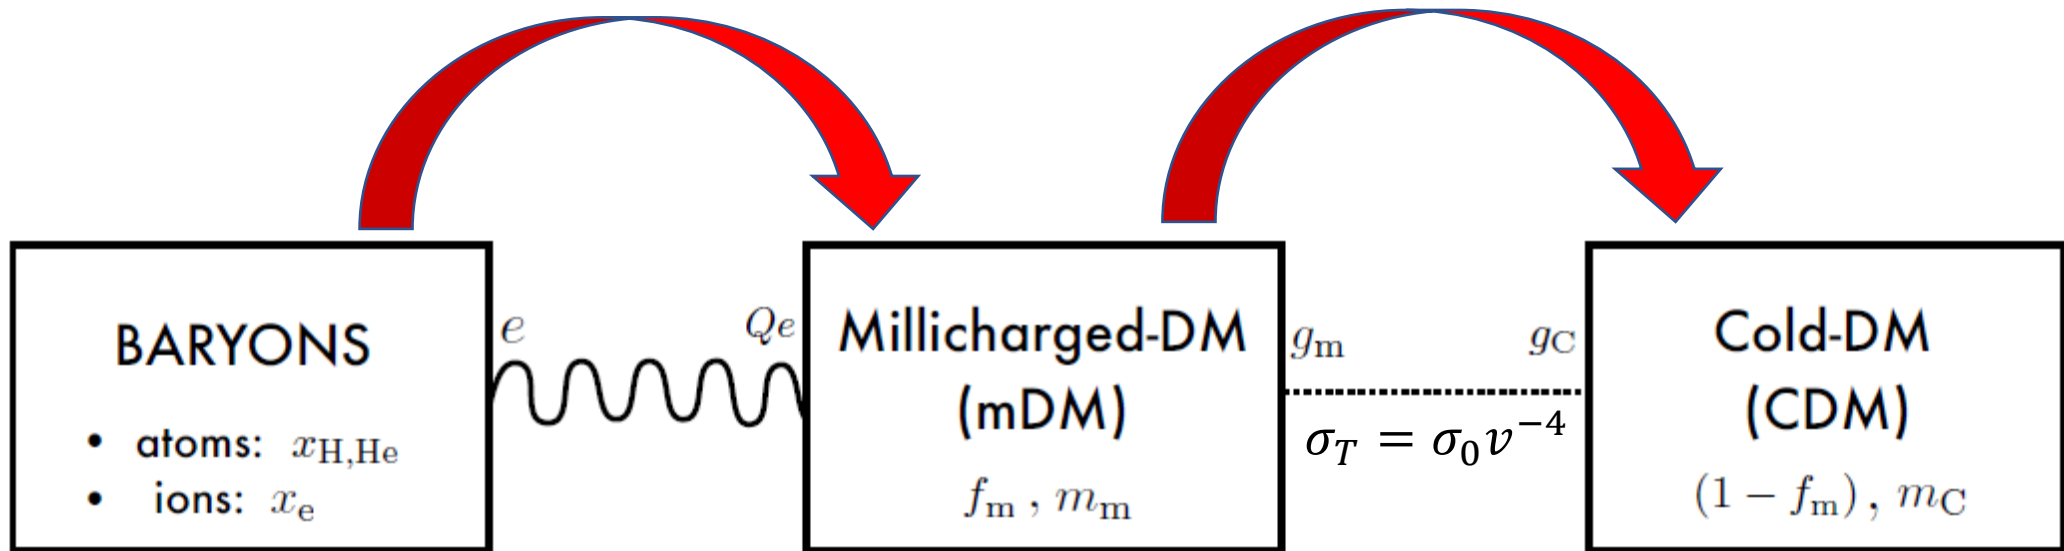 BARYONS
• atoms: x_H,He
• ions: x_e
e
Qe
Millicharged-DM
(mDM)
f_m , m_m
g_m
g_C
σ_T = σ_0 v^−4
Cold-DM
(CDM)
(1 − f_m) , m_C